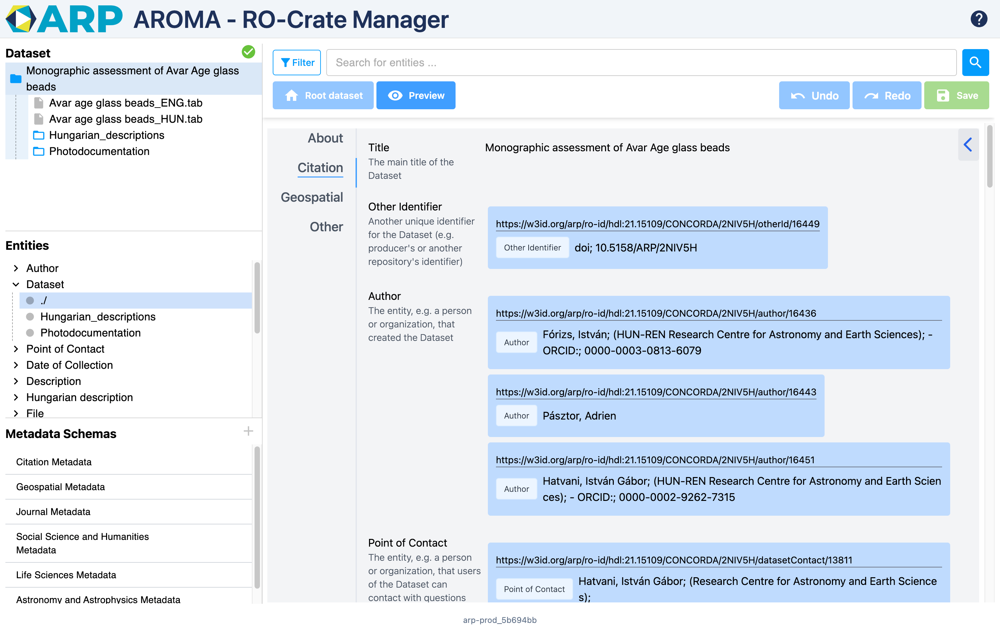 ARP AROMA - RO-Crate Manager
?
Dataset
Monographic assessment of Avar Age glass
beads
Avar age glass beads_ENG.tab
Avar age glass beads_HUN.tab
Hungarian_descriptions
Photodocumentation
Entities
Author
Dataset
./
Hungarian_descriptions
Photodocumentation
Point of Contact
Date of Collection
Description
Hungarian description
File
Metadata Schemas
Citation Metadata
Geospatial Metadata
Journal Metadata
Social Science and Humanities
Metadata
Life Sciences Metadata
Astronomy and Astrophysics Metadata
Filter
Search for entities ...
Root dataset
Preview
Undo
Redo
Save
About
Citation
Geospatial
Other
Title
The main title of the
Dataset
Monographic assessment of Avar Age glass beads
Other Identifier
Another unique identifier
for the Dataset (e.g.
producer's or another
repository's identifier)
https://w3id.org/arp/ro-id/hdl:21.15109/CONCORDA/2NIV5H/otherId/16449
Other Identifier
doi; 10.5158/ARP/2NIV5H
Author
The entity, e.g. a person
or organization, that
created the Dataset
https://w3id.org/arp/ro-id/hdl:21.15109/CONCORDA/2NIV5H/author/16436
Author
Fórizs, István; (HUN-REN Research Centre for Astronomy and Earth Sciences); -
ORCID:; 0000-0003-0813-6079
https://w3id.org/arp/ro-id/hdl:21.15109/CONCORDA/2NIV5H/author/16443
Author
Pásztor, Adrien
https://w3id.org/arp/ro-id/hdl:21.15109/CONCORDA/2NIV5H/author/16451
Author
Hatvani, István Gábor; (HUN-REN Research Centre for Astronomy and Earth Scien
ces); - ORCID:; 0000-0002-9262-7315
Point of Contact
The entity, e.g. a person
or organization, that users
of the Dataset can
contact with questions
https://w3id.org/arp/ro-id/hdl:21.15109/CONCORDA/2NIV5H/datasetContact/13811
Point of Contact
Hatvani, István Gábor; (Research Centre for Astronomy and Earth Science
s);
arp-prod_5b694bb